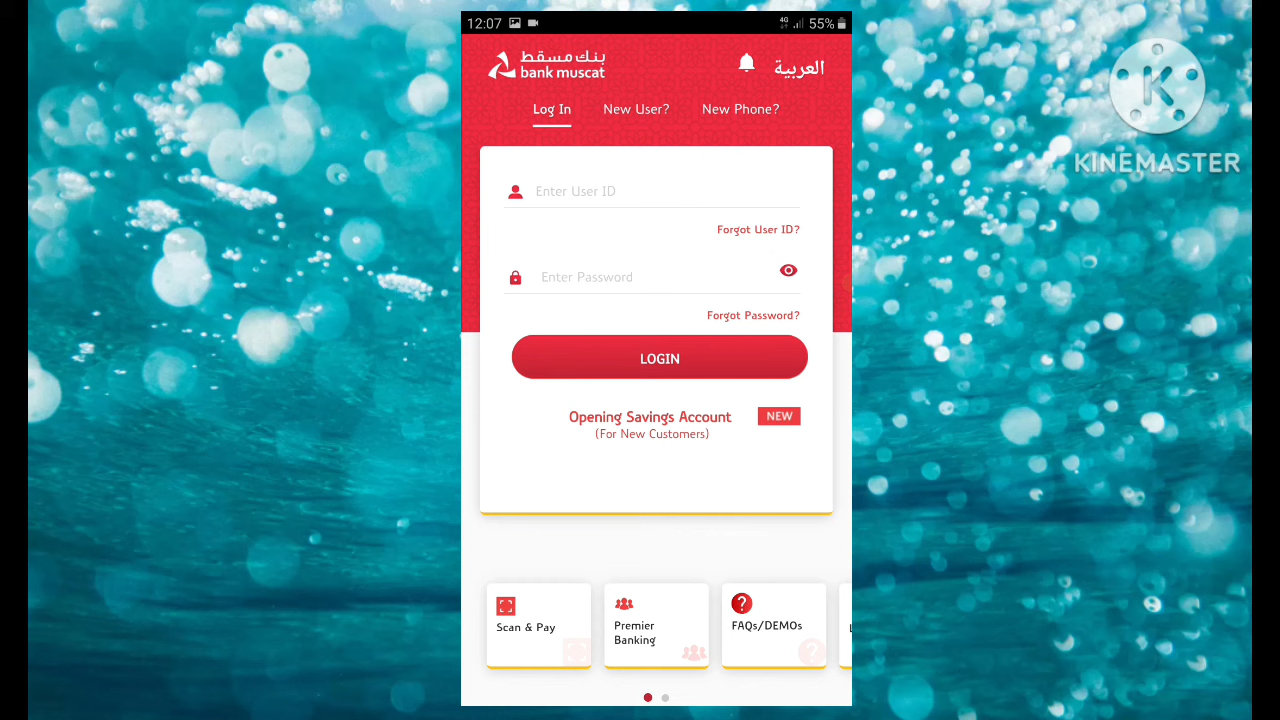 12:07
4G 55%
بنك مسقط
bank muscat
العربية
KINEMASTER
Log In New User? New Phone?
Enter User ID
Forgot User ID?
Enter Password
Forgot Password?
LOGIN
Opening Savings Account NEW
(For New Customers)
Scan & Pay
Premier
Banking
FAQs/DEMOs